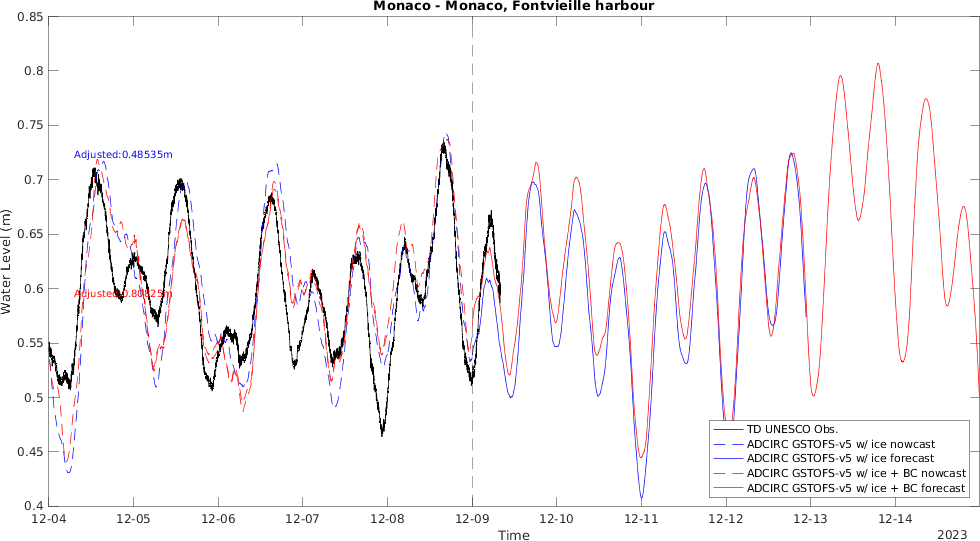 Monaco - Monaco, Fontvieille harbour
0.85
0.8
0.75
0.7
0.65
0.6
0.55
0.5
0.45
0.4
Water Level (m)
Adjusted:0.48535m
Adjusted:0.80825m
TD UNESCO Obs.
ADCIRC GSTOFS-v5 w/ ice nowcast
ADCIRC GSTOFS-v5 w/ ice forecast
ADCIRC GSTOFS-v5 w/ ice + BC nowcast
ADCIRC GSTOFS-v5 w/ ice + BC forecast
12-04 12-05 12-06 12-07 12-08 12-09 12-10 12-11 12-12 12-13 12-14
Time
2023